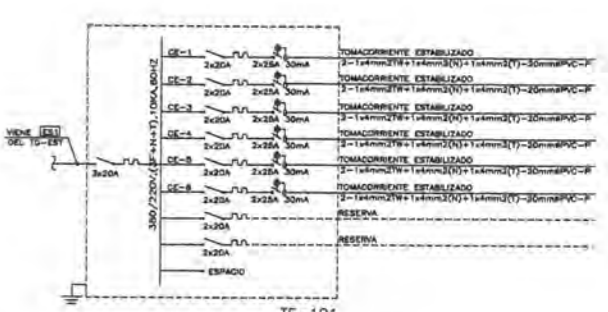 CE-1
2x20A 2x25A 30mA
TOMACORRIENTE ESTABILIZADO
2-1x4mm2TW+1x4mm2(N)+1x4mm2(T)-20mmøPVC-P
CE-2
2x20A 2x25A 30mA
TOMACORRIENTE ESTABILIZADO
2-1x4mm2TW+1x4mm2(N)+1x4mm2(T)-20mmøPVC-P
CE-3
2x20A 2x25A 30mA
TOMACORRIENTE ESTABILIZADO
2-1x4mm2TW+1x4mm2(N)+1x4mm2(T)-20mmøPVC-P
CE-4
2x20A 2x25A 30mA
TOMACORRIENTE ESTABILIZADO
2-1x4mm2TW+1x4mm2(N)+1x4mm2(T)-20mmøPVC-P
VIENE ES1
DEL TG-EST
3x20A
380/220V,(3F+N+T),10KA,60HZ
CE-5
2x20A 2x25A 30mA
TOMACORRIENTE ESTABILIZADO
2-1x4mm2TW+1x4mm2(N)+1x4mm2(T)-20mmøPVC-P
CE-6
2x20A 2x25A 30mA
TOMACORRIENTE ESTABILIZADO
2-1x4mm2TW+1x4mm2(N)+1x4mm2(T)-20mmøPVC-P
2x20A
RESERVA
2x20A
RESERVA
ESPACIO